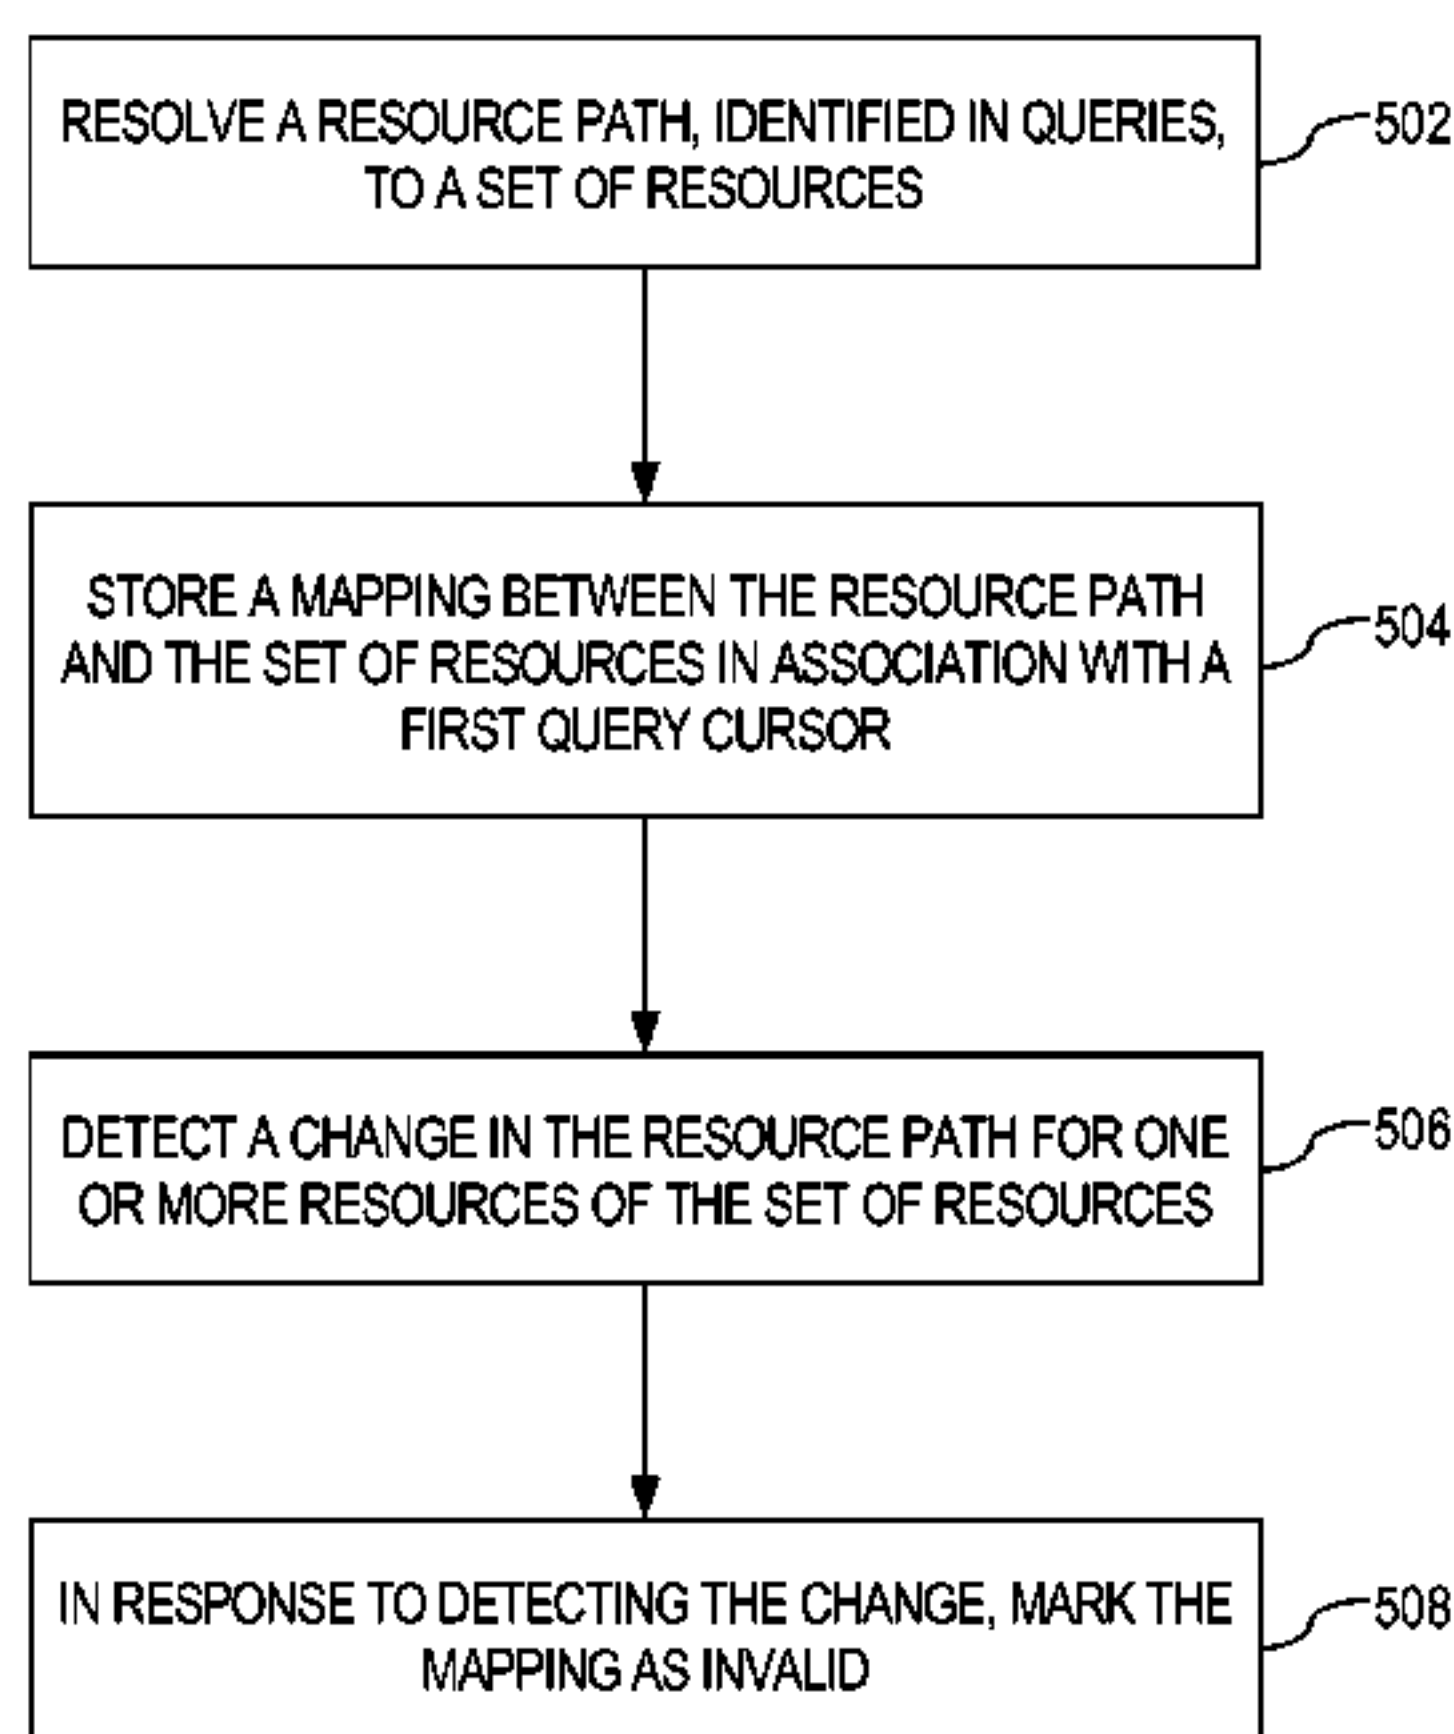 RESOLVE A RESOURCE PATH, IDENTIFIED IN QUERIES,
TO A SET OF RESOURCES
502
STORE A MAPPING BETWEEN THE RESOURCE PATH
AND THE SET OF RESOURCES IN ASSOCIATION WITH A
FIRST QUERY CURSOR
504
DETECT A CHANGE IN THE RESOURCE PATH FOR ONE
OR MORE RESOURCES OF THE SET OF RESOURCES
506
IN RESPONSE TO DETECTING THE CHANGE, MARK THE
MAPPING AS INVALID
508